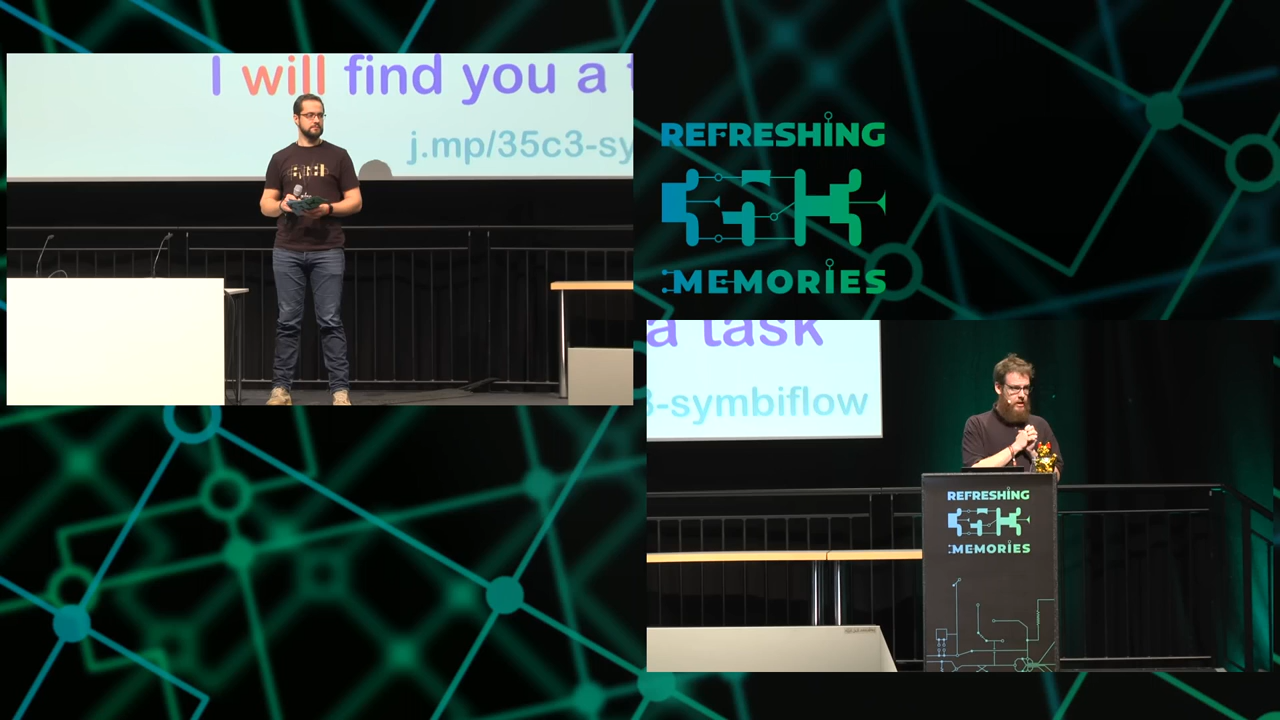 I will find you a t
j.mp/35c3-sy
REFRESHING
MEMORIES
a task
3-symbiflow
REFRESHING
MEMORIES